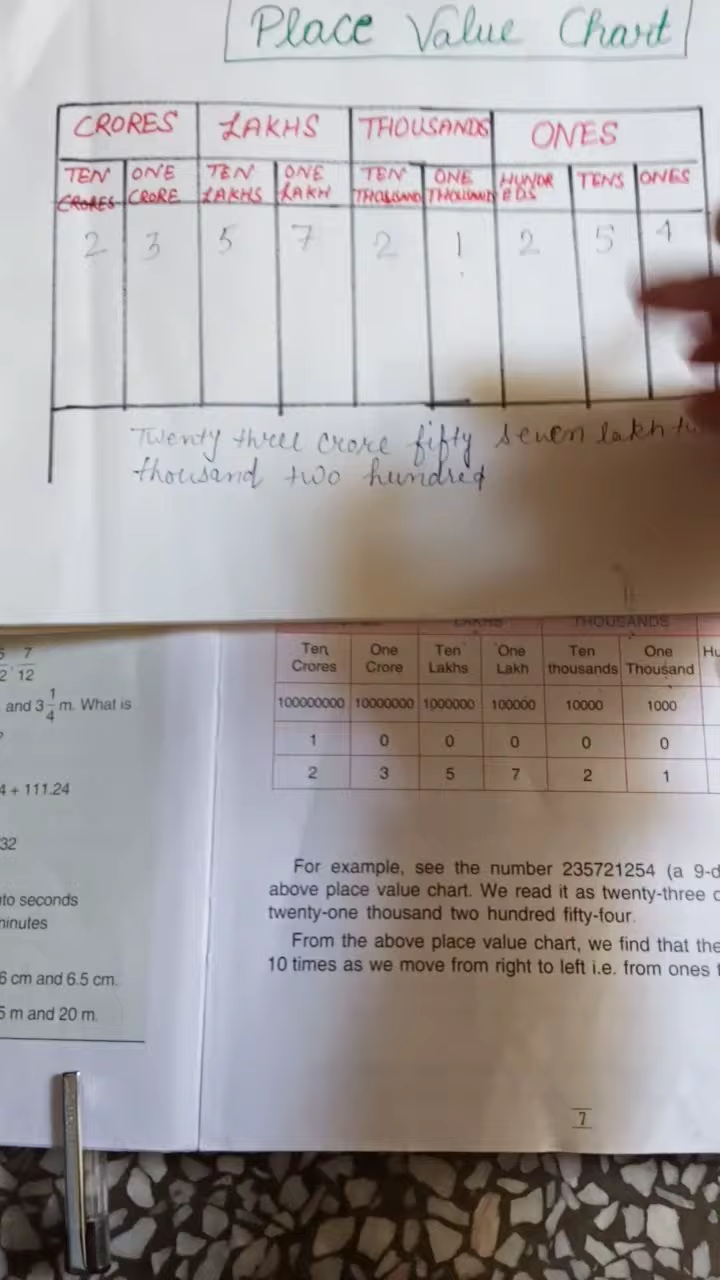 Place Value Chart
CRORES LAKHS THOUSANDS ONES
TEN CRORES ONE CRORE TEN LAKHS ONE LAKH TEN THOUSAND ONE THOUSAND HUNDREDS TENS ONES
2 3 5 7 2 1 2 5 4
Twenty three crore fifty seven lakh
thousand two hundred
THOUSANDS
Ten Crores One Crore Ten Lakhs One Lakh Ten thousands One Thousand
100000000 10000000 1000000 100000 10000 1000
1 0 0 0 0 0
2 3 5 7 2 1
7/12
and 3 1/4 m. What is
4 + 111.24
32
into seconds
minutes
6 cm and 6.5 cm.
5 m and 20 m.
For example, see the number 235721254 (a 9-d
above place value chart. We read it as twenty-three c
twenty-one thousand two hundred fifty-four.
From the above place value chart, we find that the
10 times as we move from right to left i.e. from ones
7